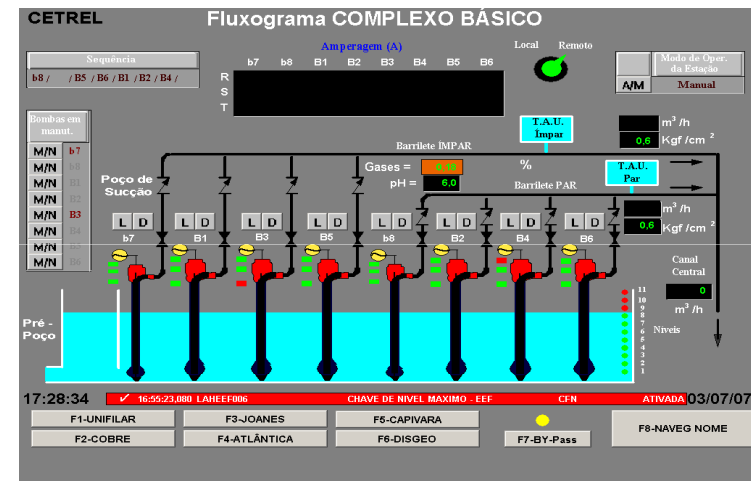 CETREL
Fluxograma COMPLEXO BÁSICO
Sequência
b8 / / B5 / B6 / B1 / B2 / B4 /
Amperagem (A)
b7 b8 B1 B2 B3 B4 B5 B6
R
S
T
Local Remoto
Modo de Oper.
da Estação
A/M Manual
Bombas em
manut.
M/N b7
M/N b8
M/N B1
M/N B2
M/N B3
M/N B4
M/N B5
M/N B6
T.A.U.
Ímpar
m³ /h
0,6 Kgf /cm ²
Barrilete ÍMPAR
Gases = 0,10 %
pH = 6,0
Barrilete PAR
T.A.U.
Par
m³ /h
0,6 Kgf /cm ²
Poço de
Sucção
L D L D L D L D L D L D L D L D
b7 B1 B3 B5 b8 B2 B4 B6
Canal
Central
0
m³ /h
Níveis
11
10
9
8
7
6
5
4
3
2
1
Pré -
Poço
17:28:34 ✓ 16:55:23,080 LAHEEF006 CHAVE DE NIVEL MAXIMO - EEF CFN ATIVADA 03/07/07
F1-UNIFILAR F3-JOANES F5-CAPIVARA
F2-COBRE F4-ATLÂNTICA F6-DISGEO F7-BY-Pass
F8-NAVEG NOME